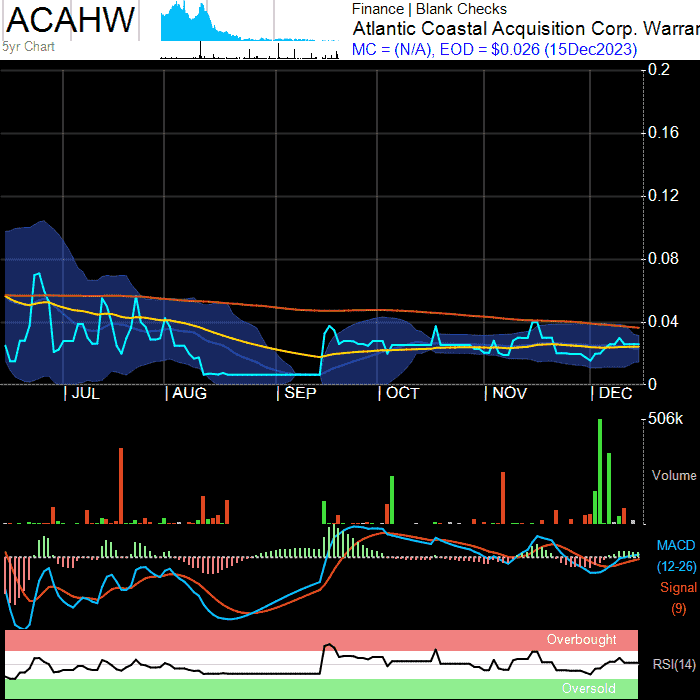 ACAHW
5yr Chart
Finance | Blank Checks
Atlantic Coastal Acquisition Corp. Warran
MC = (N/A), EOD = $0.026 (15Dec2023)
0.2
0.16
0.12
0.08
0.04
0
JUL
AUG
SEP
OCT
NOV
DEC
506k
Volume
MACD
(12-26)
Signal
(9)
Overbought
RSI(14)
Oversold